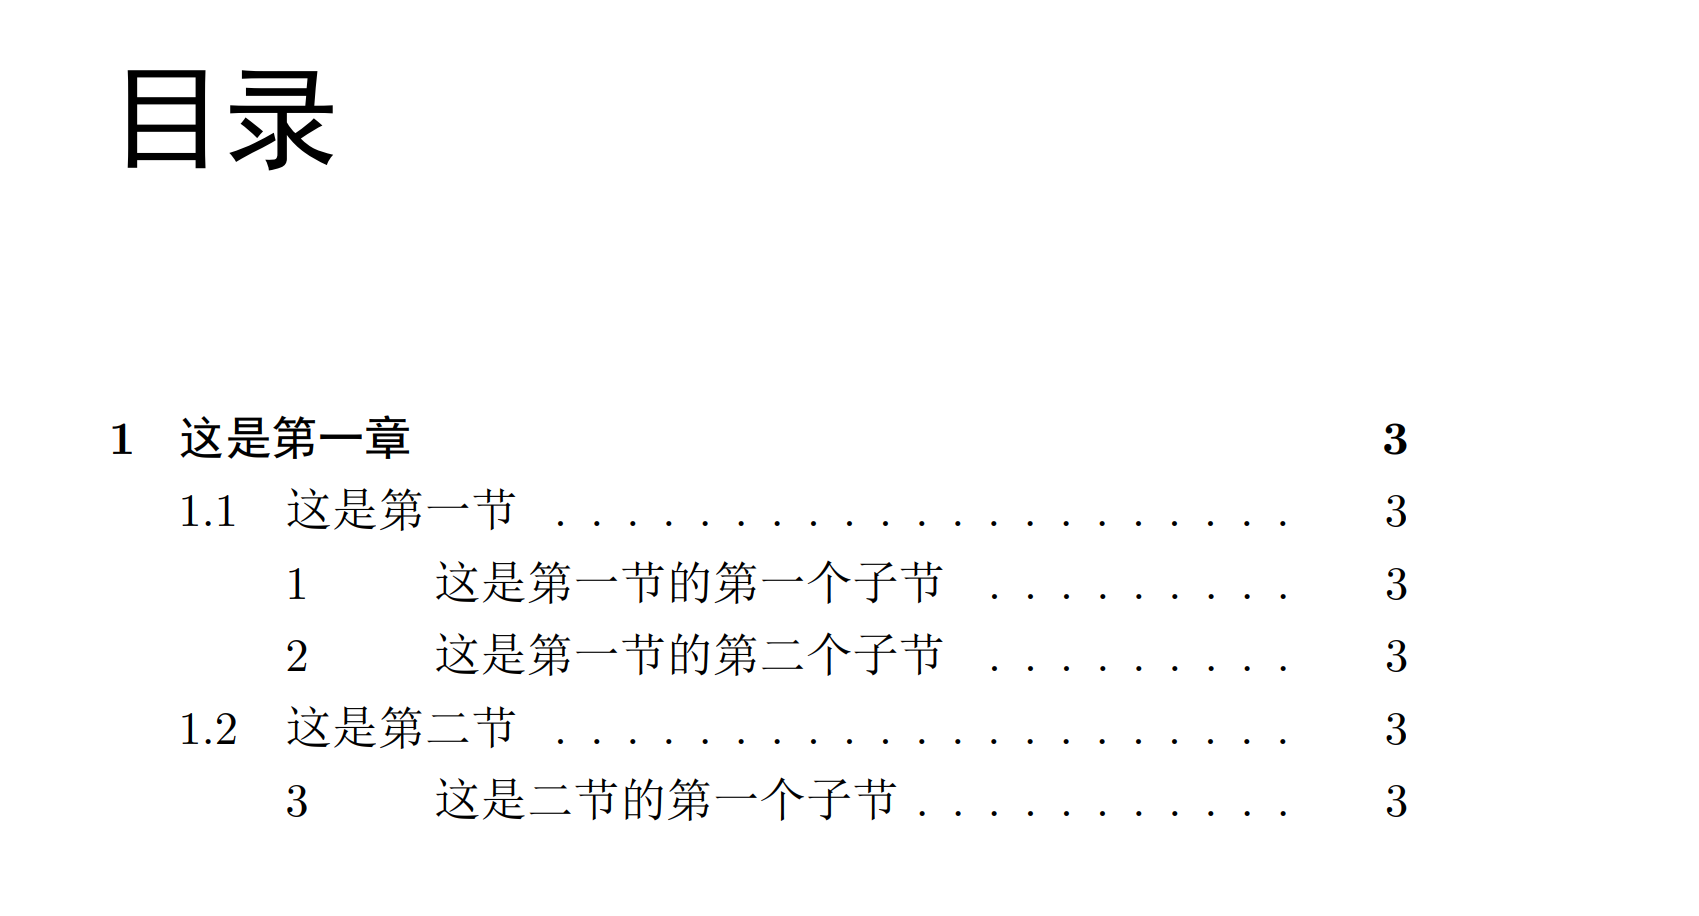 目录
1 这是第一章 3
1.1 这是第一节 . . . . . . . . . . . . . . . . . . . . . 3
1 这是第一节的第一个子节 . . . . . . . . . 3
2 这是第一节的第二个子节 . . . . . . . . . 3
1.2 这是第二节 . . . . . . . . . . . . . . . . . . . . . 3
3 这是二节的第一个子节 . . . . . . . . . . . 3